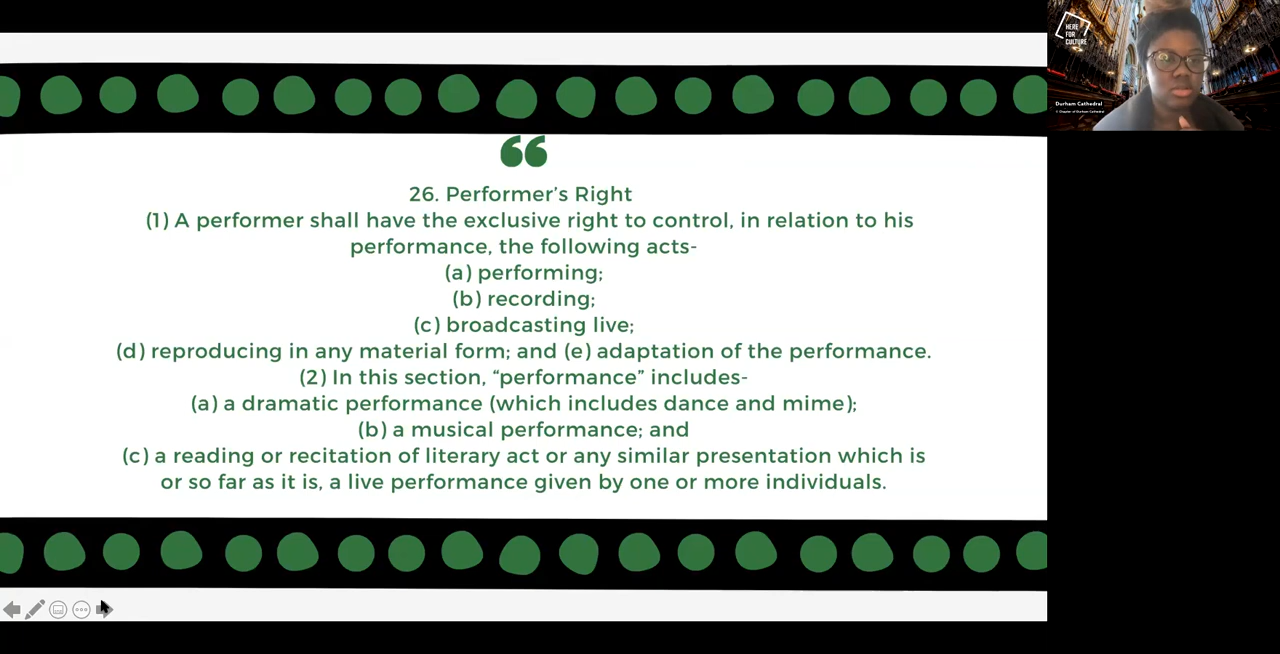 26. Performer's Right
(1) A performer shall have the exclusive right to control, in relation to his
performance, the following acts-
(a) performing;
(b) recording;
(c) broadcasting live;
(d) reproducing in any material form; and (e) adaptation of the performance.
(2) In this section, “performance” includes-
(a) a dramatic performance (which includes dance and mime);
(b) a musical performance; and
(c) a reading or recitation of literary act or any similar presentation which is
or so far as it is, a live performance given by one or more individuals.
HERE
FOR
CULTURE
Durham Cathedral
© Chapter of Durham Cathedral